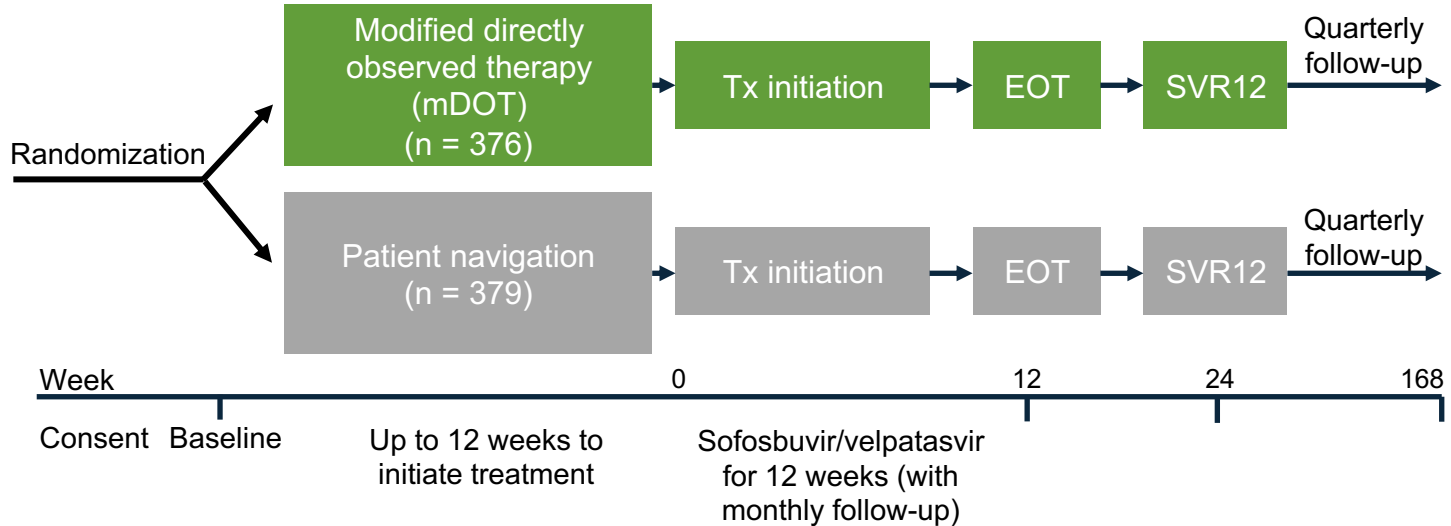 Randomization
Modified directly
observed therapy
(mDOT)
(n = 376)
Tx initiation
EOT
SVR12
Quarterly
follow-up
Patient navigation
(n = 379)
Tx initiation
EOT
SVR12
Quarterly
follow-up
Week
0
12
24
168
Consent
Baseline
Up to 12 weeks to
initiate treatment
Sofosbuvir/velpatasvir
for 12 weeks (with
monthly follow-up)